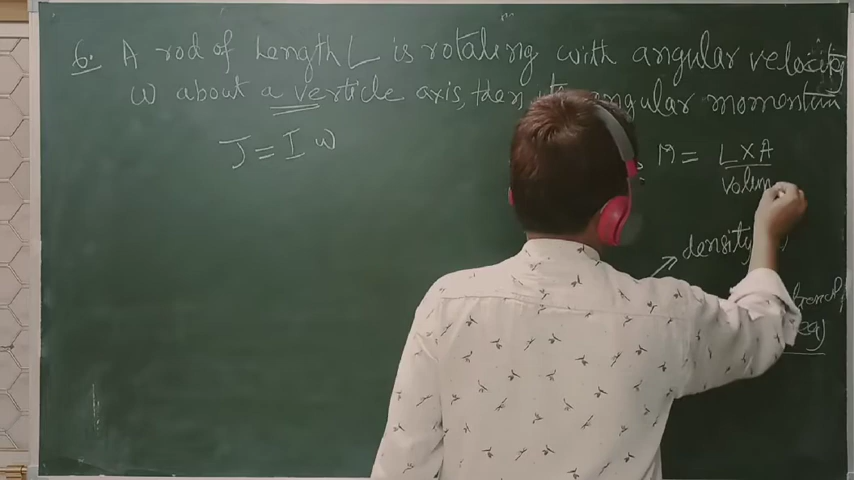 6. A rod of Length L is rotating with angular velocity
ω about a verticle axis, then its angular momentum
J = I ω
M = L X A
Volum
density